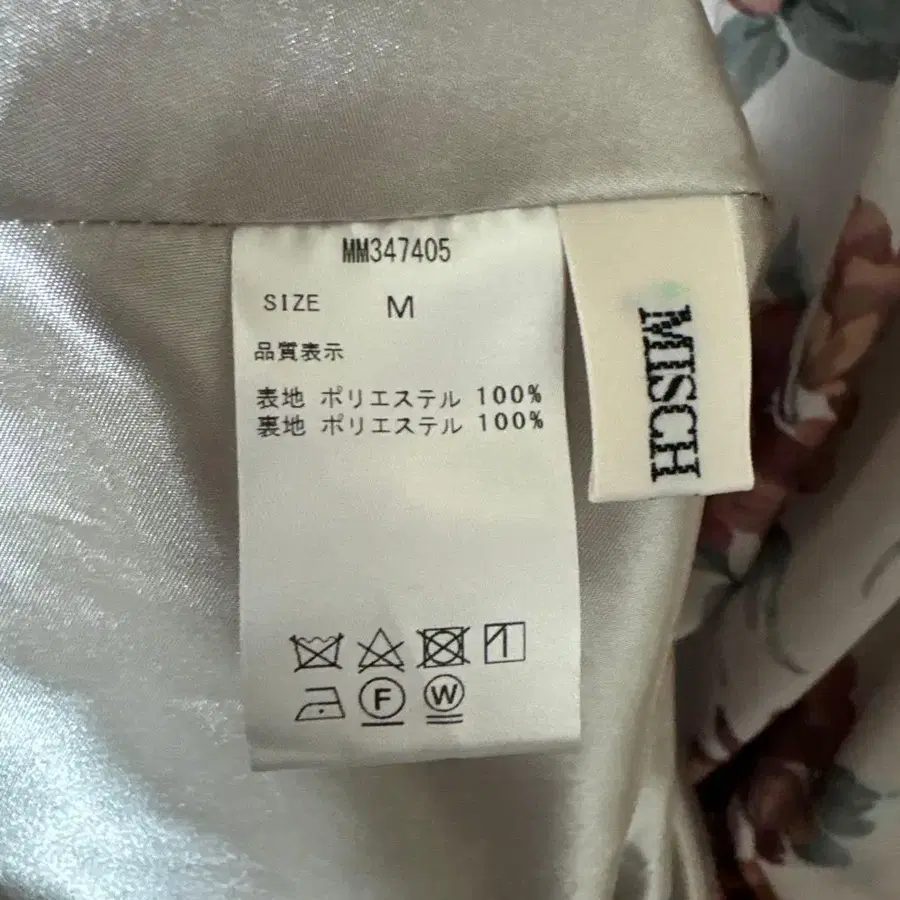 MM347405
SIZE M
品質表示
表地 ポリエステル 100%
裏地 ポリエステル 100%
F W
MISCH